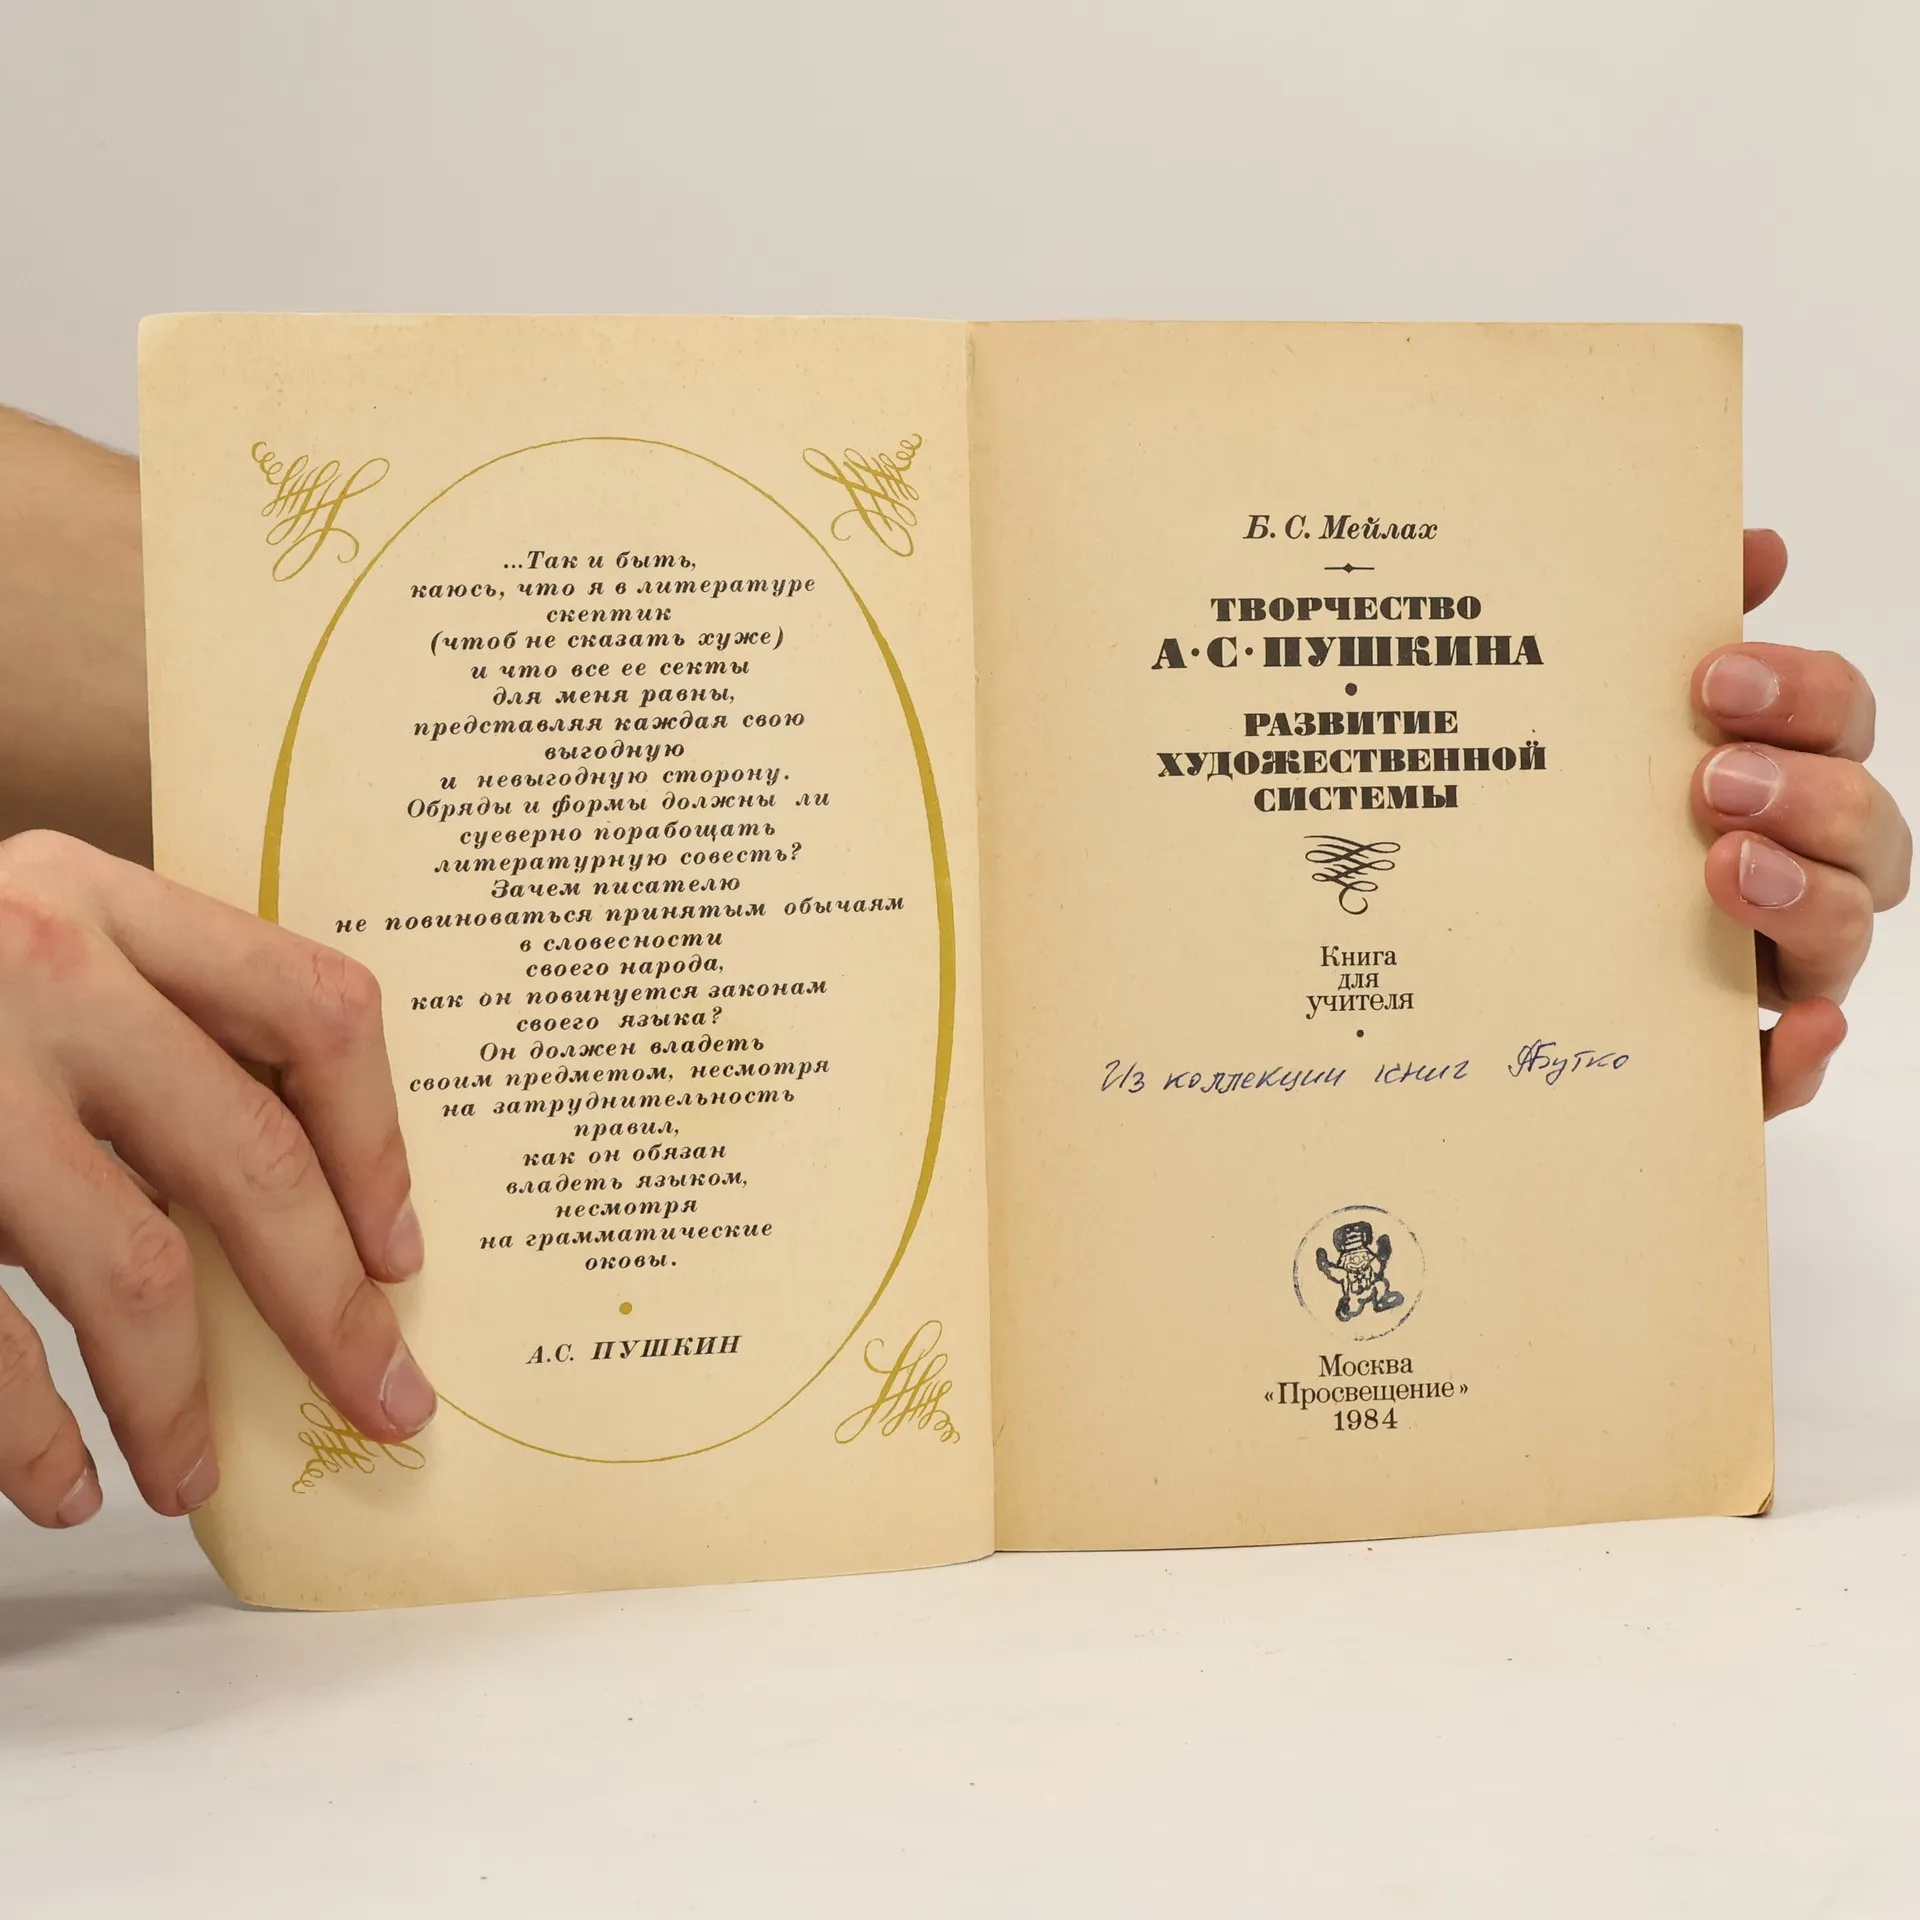 ...Так и быть,
каюсь, что я в литературе
скептик
(чтоб не сказать хуже)
и что все ее секты
для меня равны,
представляя каждая свою
выгодную
и невыгодную сторону.
Обряды и формы должны ли
суеверно порабощать
литературную совесть?
Зачем писателю
не повиноваться принятым обычаям
в словесности
своего народа,
как он повинуется законам
своего языка?
Он должен владеть
своим предметом, несмотря
на затруднительность
правил,
как он обязан
владеть языком,
несмотря
на грамматические
оковы.
А.С. ПУШКИН
Б. С. Мейлах
ТВОРЧЕСТВО
А·С·ПУШКИНА
РАЗВИТИЕ
ХУДОЖЕСТВЕННОЙ
СИСТЕМЫ
Книга
для
учителя
Из коллекции книг АБутко
Москва
«Просвещение»
1984